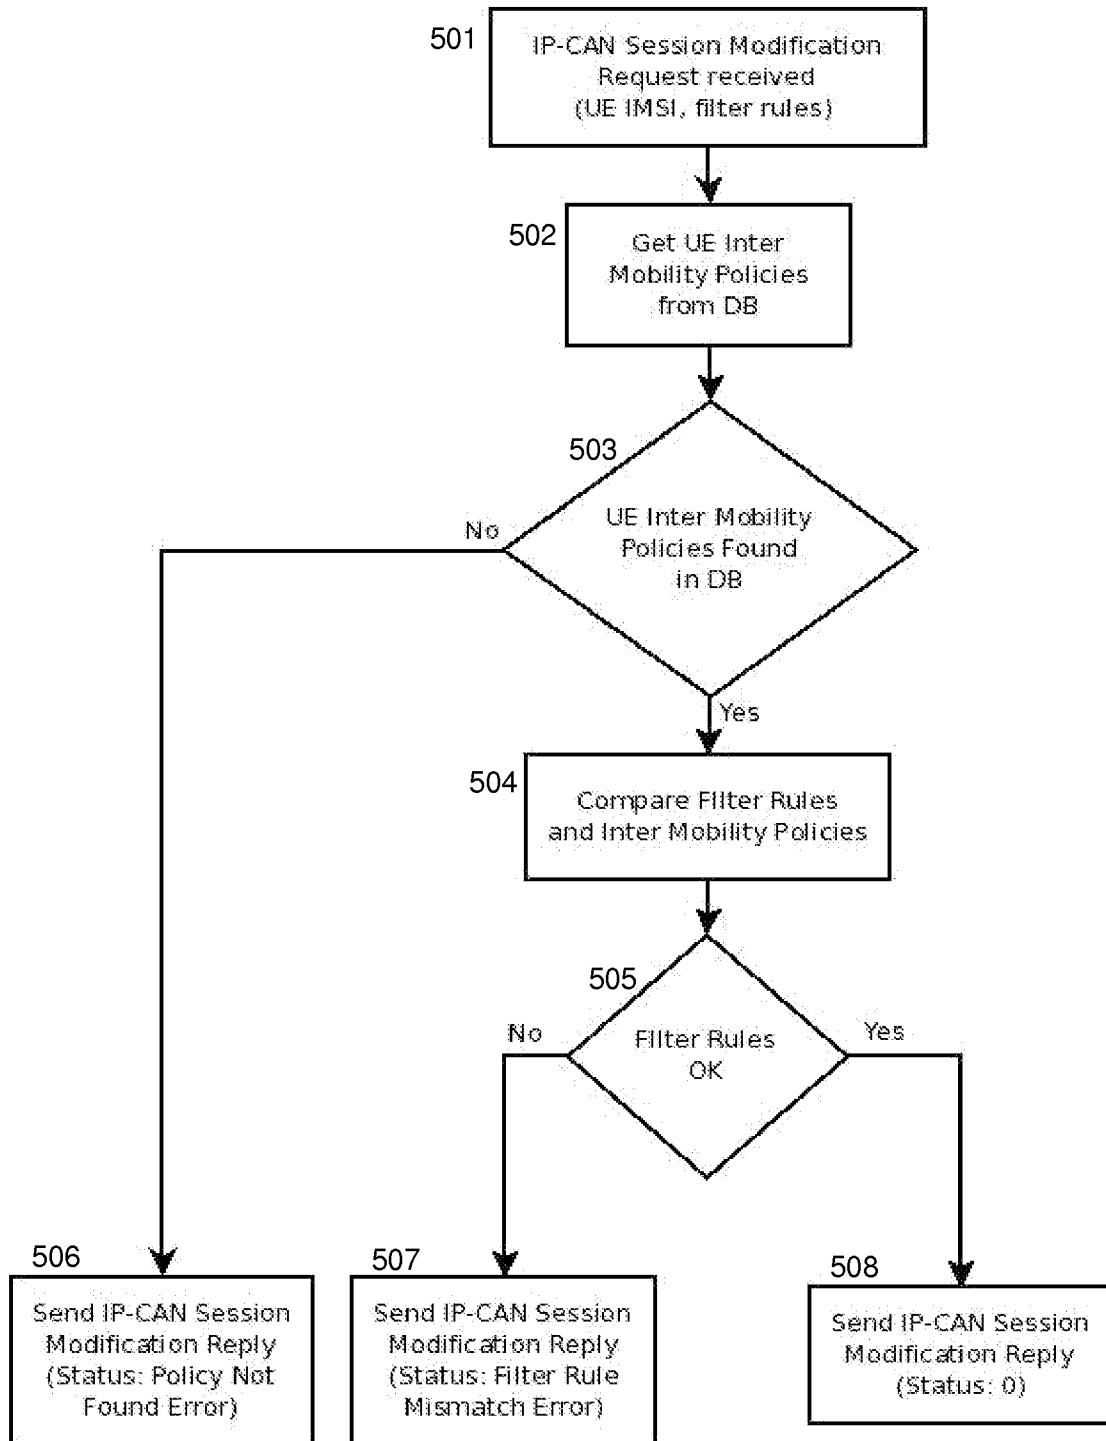 501
IP-CAN Session Modification
Request received
(UE IMSI, filter rules)
502
Get UE Inter
Mobility Policies
from DB
503
UE Inter Mobility
Policies Found
in DB
No
Yes
504
Compare Filter Rules
and Inter Mobility Policies
505
Filter Rules
OK
No
Yes
506
Send IP-CAN Session
Modification Reply
(Status: Policy Not
Found Error)
507
Send IP-CAN Session
Modification Reply
(Status: Filter Rule
Mismatch Error)
508
Send IP-CAN Session
Modification Reply
(Status: 0)